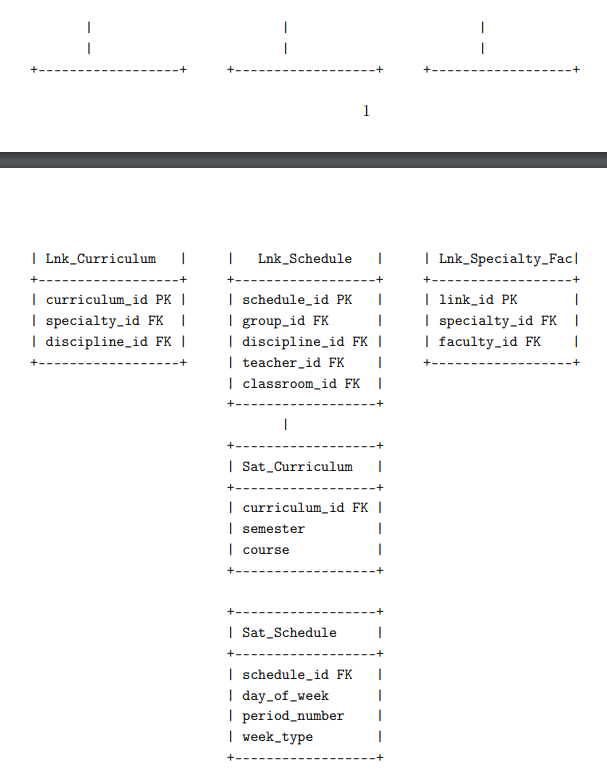 |                        |                        |
|                        |                        |
+------------------+     +------------------+     +------------------+
1
| Lnk_Curriculum   |     |   Lnk_Schedule   |     | Lnk_Specialty_Fac|
+------------------+     +------------------+     +------------------+
| curriculum_id PK |     | schedule_id PK   |     | link_id PK       |
| specialty_id FK  |     | group_id FK      |     | specialty_id FK  |
| discipline_id FK |     | discipline_id FK |     | faculty_id FK    |
+------------------+     | teacher_id FK    |     +------------------+
| classroom_id FK  |
+------------------+
|
+------------------+
| Sat_Curriculum   |
+------------------+
| curriculum_id FK |
| semester         |
| course           |
+------------------+
+------------------+
| Sat_Schedule     |
+------------------+
| schedule_id FK   |
| day_of_week      |
| period_number    |
| week_type        |
+------------------+